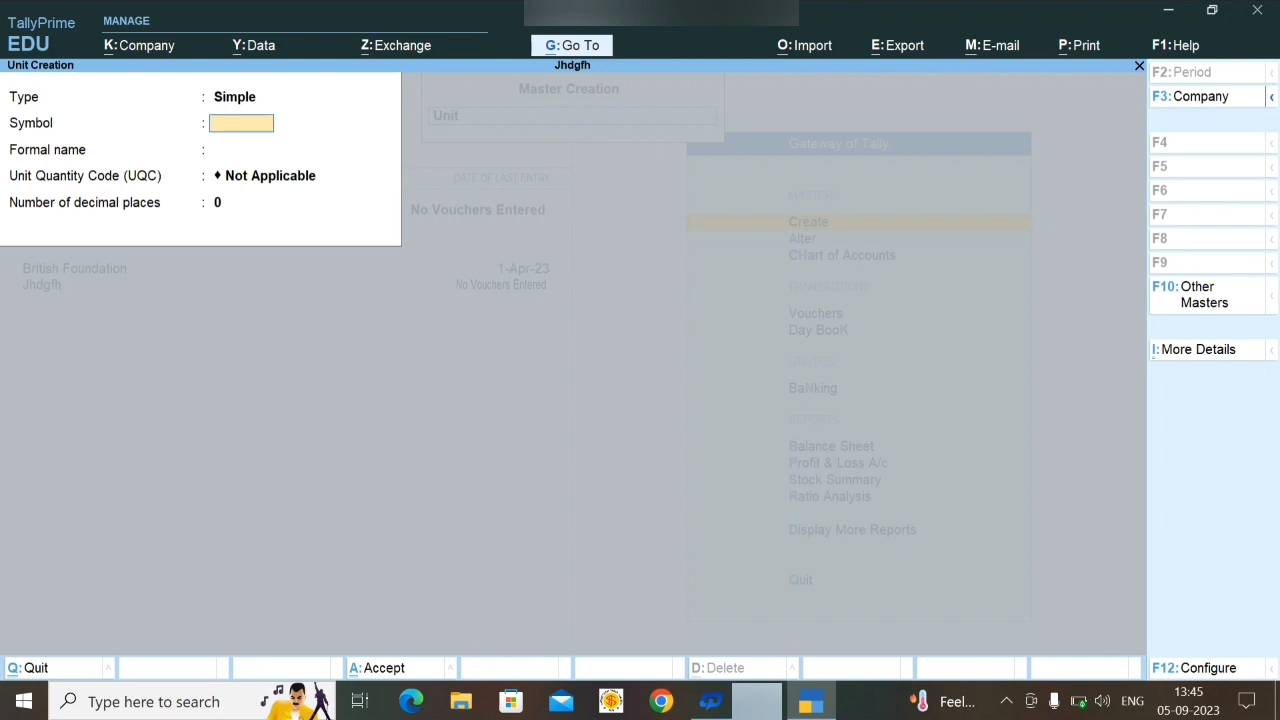 TallyPrime
EDU
MANAGE
K:Company
Y:Data
Z:Exchange
G:Go To
O:Import
E:Export
M:E-mail
P:Print
F1:Help
Unit Creation
Jhdgfh
Type : Simple
Symbol :
Formal name :
Unit Quantity Code (UQC) : ♦ Not Applicable
Number of decimal places : 0
Master Creation
Unit
DATE OF LAST ENTRY
No Vouchers Entered
British Foundation 1-Apr-23
Jhdgfh No Vouchers Entered
Gateway of Tally
MASTERS
Create
Alter
CHart of Accounts
TRANSACTIONS
Vouchers
Day BooK
UTILITIES
BaNking
REPORTS
Balance Sheet
Profit & Loss A/c
Stock Summary
Ratio Analysis
Display More Reports
Quit
F2:Period
F3:Company
F4
F5
F6
F7
F8
F9
F10:Other
Masters
I:More Details
Q:Quit
A:Accept
D:Delete
F12:Configure
Type here to search
Feel...
ENG
13:45
05-09-2023